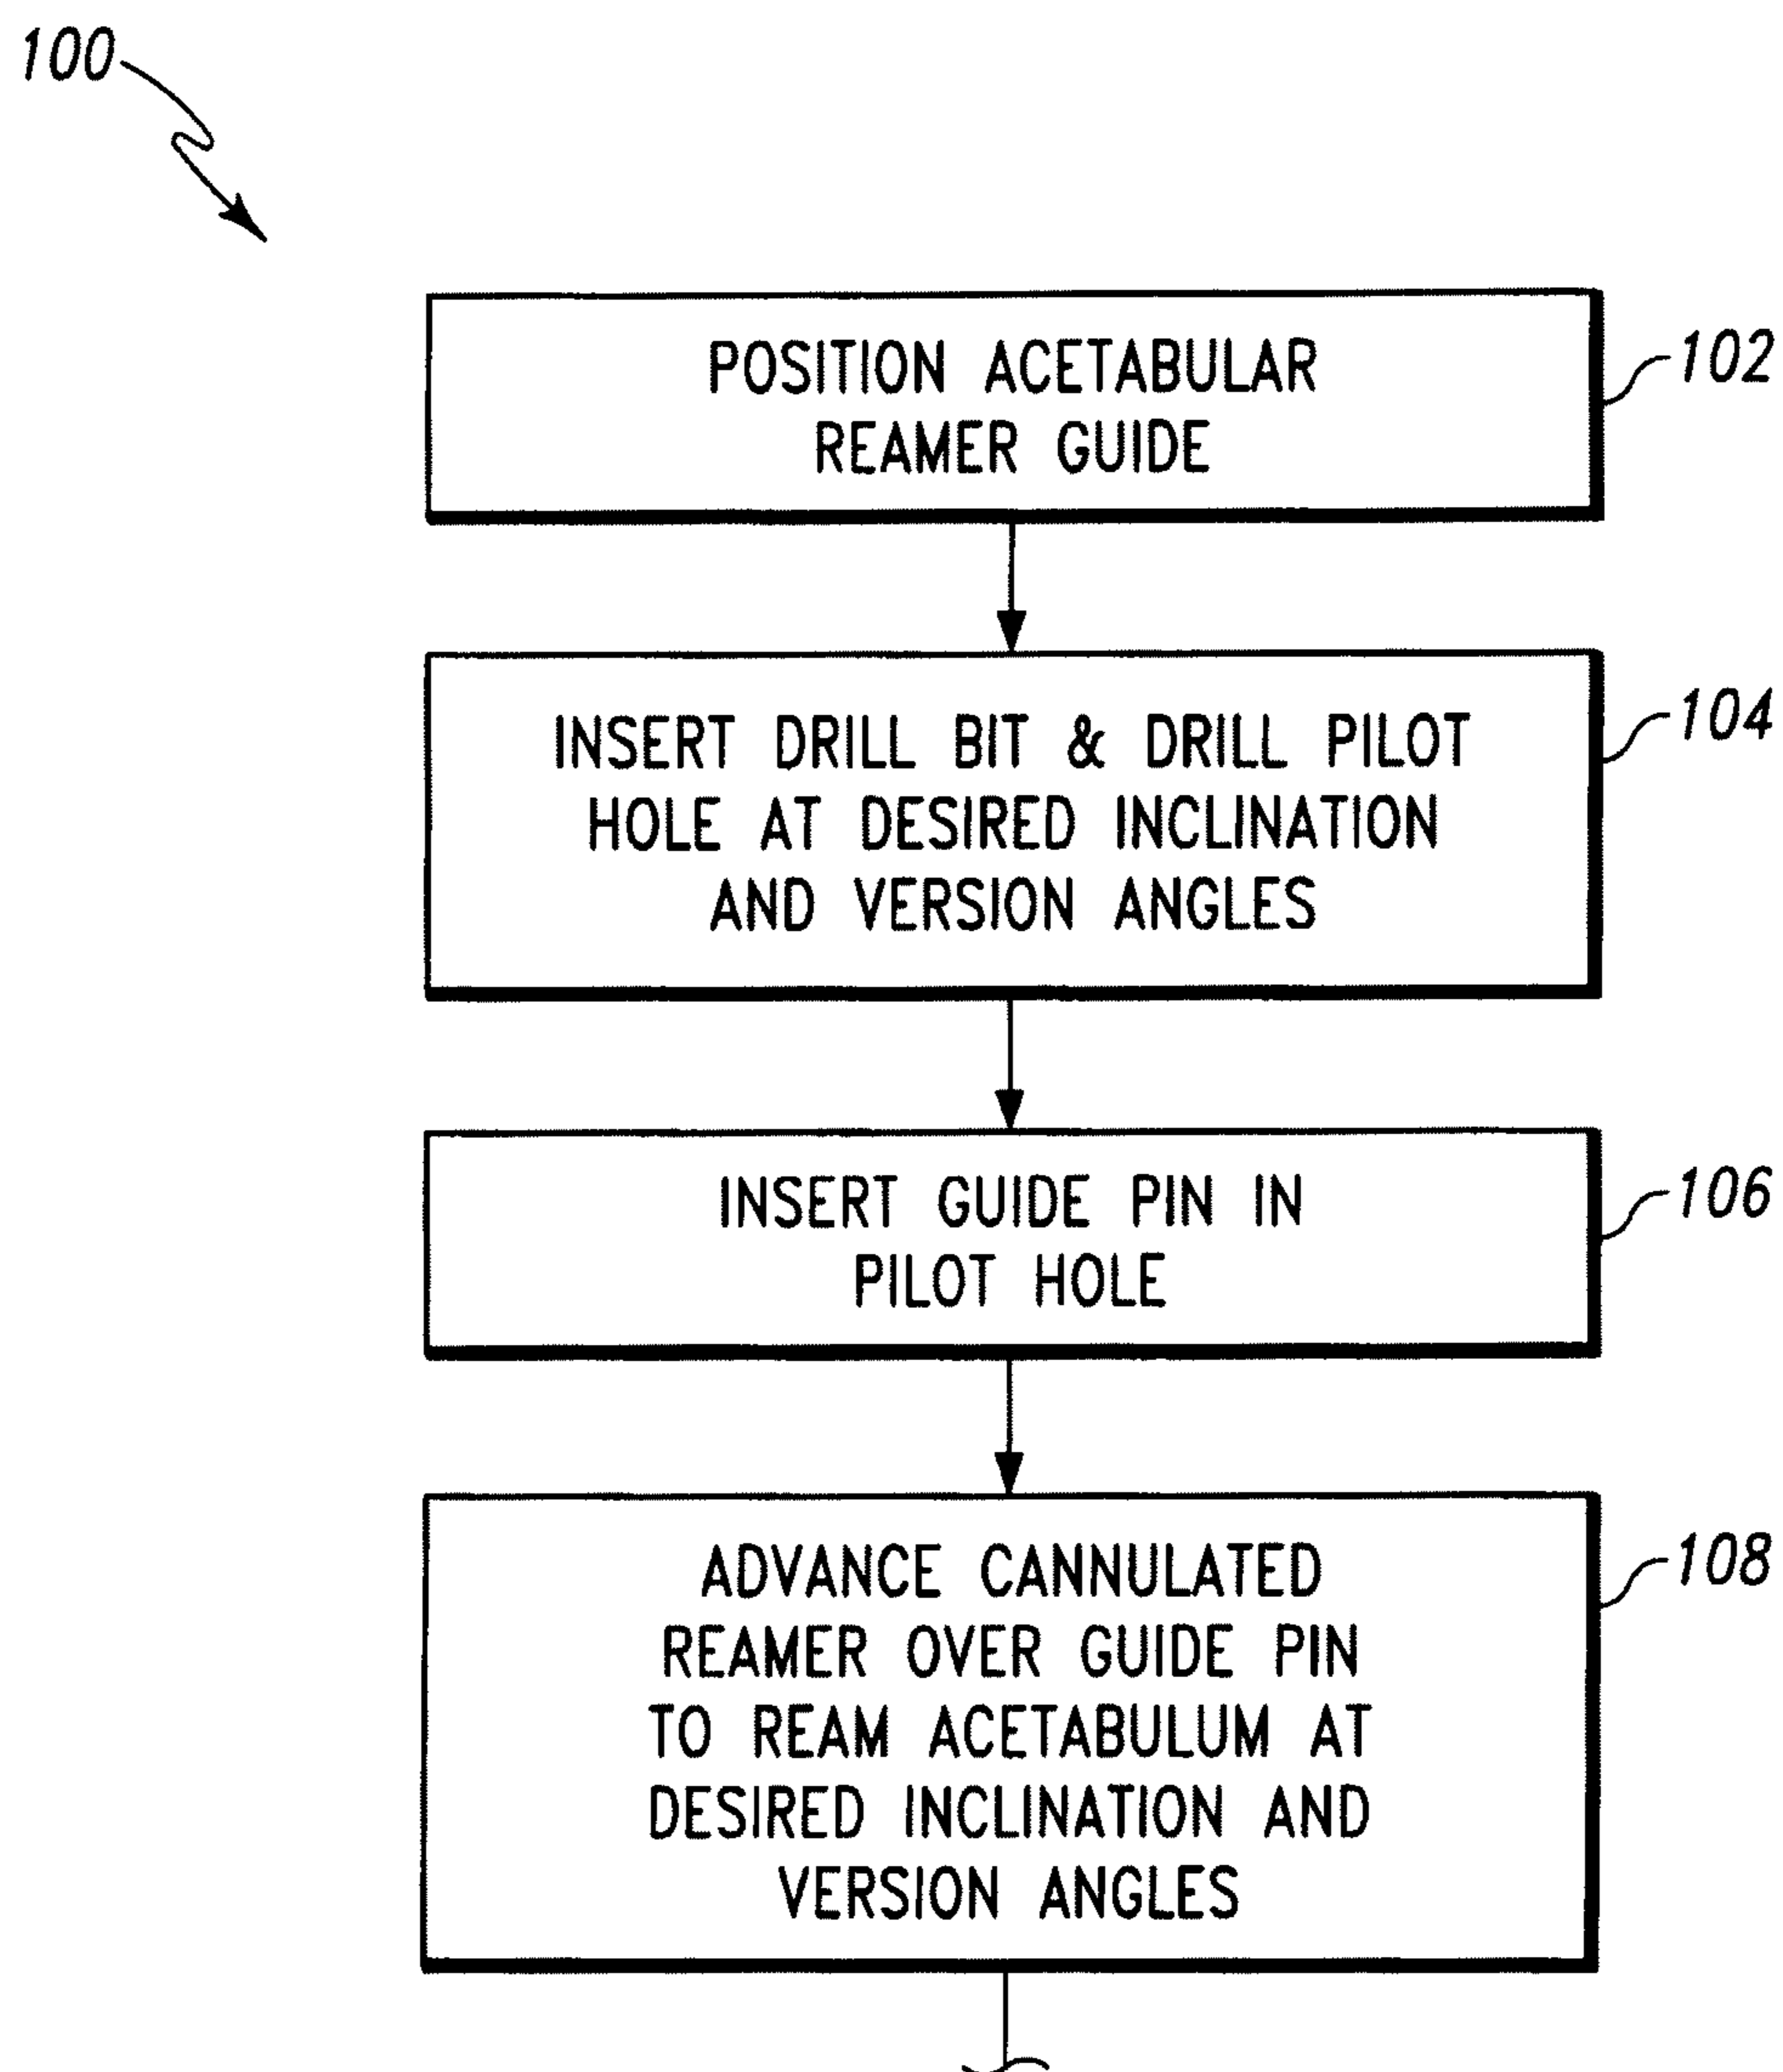 100
POSITION ACETABULAR
REAMER GUIDE
102
INSERT DRILL BIT & DRILL PILOT
HOLE AT DESIRED INCLINATION
AND VERSION ANGLES
104
INSERT GUIDE PIN IN
PILOT HOLE
106
ADVANCE CANNULATED
REAMER OVER GUIDE PIN
TO REAM ACETABULUM AT
DESIRED INCLINATION AND
VERSION ANGLES
108